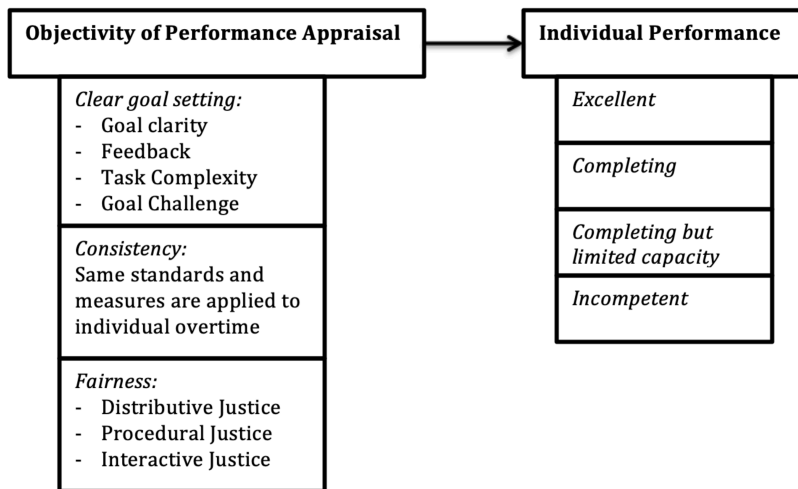 Objectivity of Performance Appraisal
Clear goal setting:
- Goal clarity
- Feedback
- Task Complexity
- Goal Challenge
Consistency:
Same standards and
measures are applied to
individual overtime
Fairness:
- Distributive Justice
- Procedural Justice
- Interactive Justice
Individual Performance
Excellent
Completing
Completing but
limited capacity
Incompetent